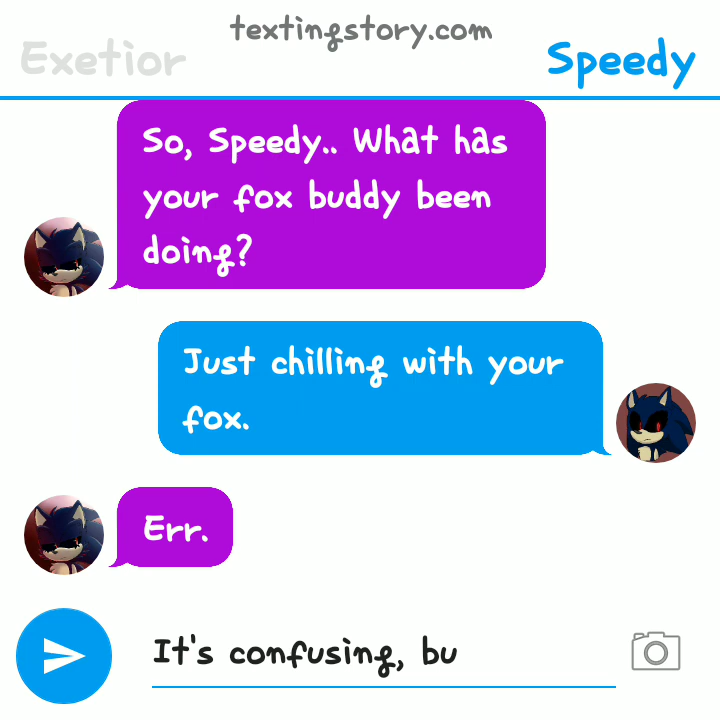 textingstory.com
Exetior
Speedy
So, Speedy.. What has
your fox buddy been
doing?
Just chilling with your
fox.
Err.
It's confusing, bu